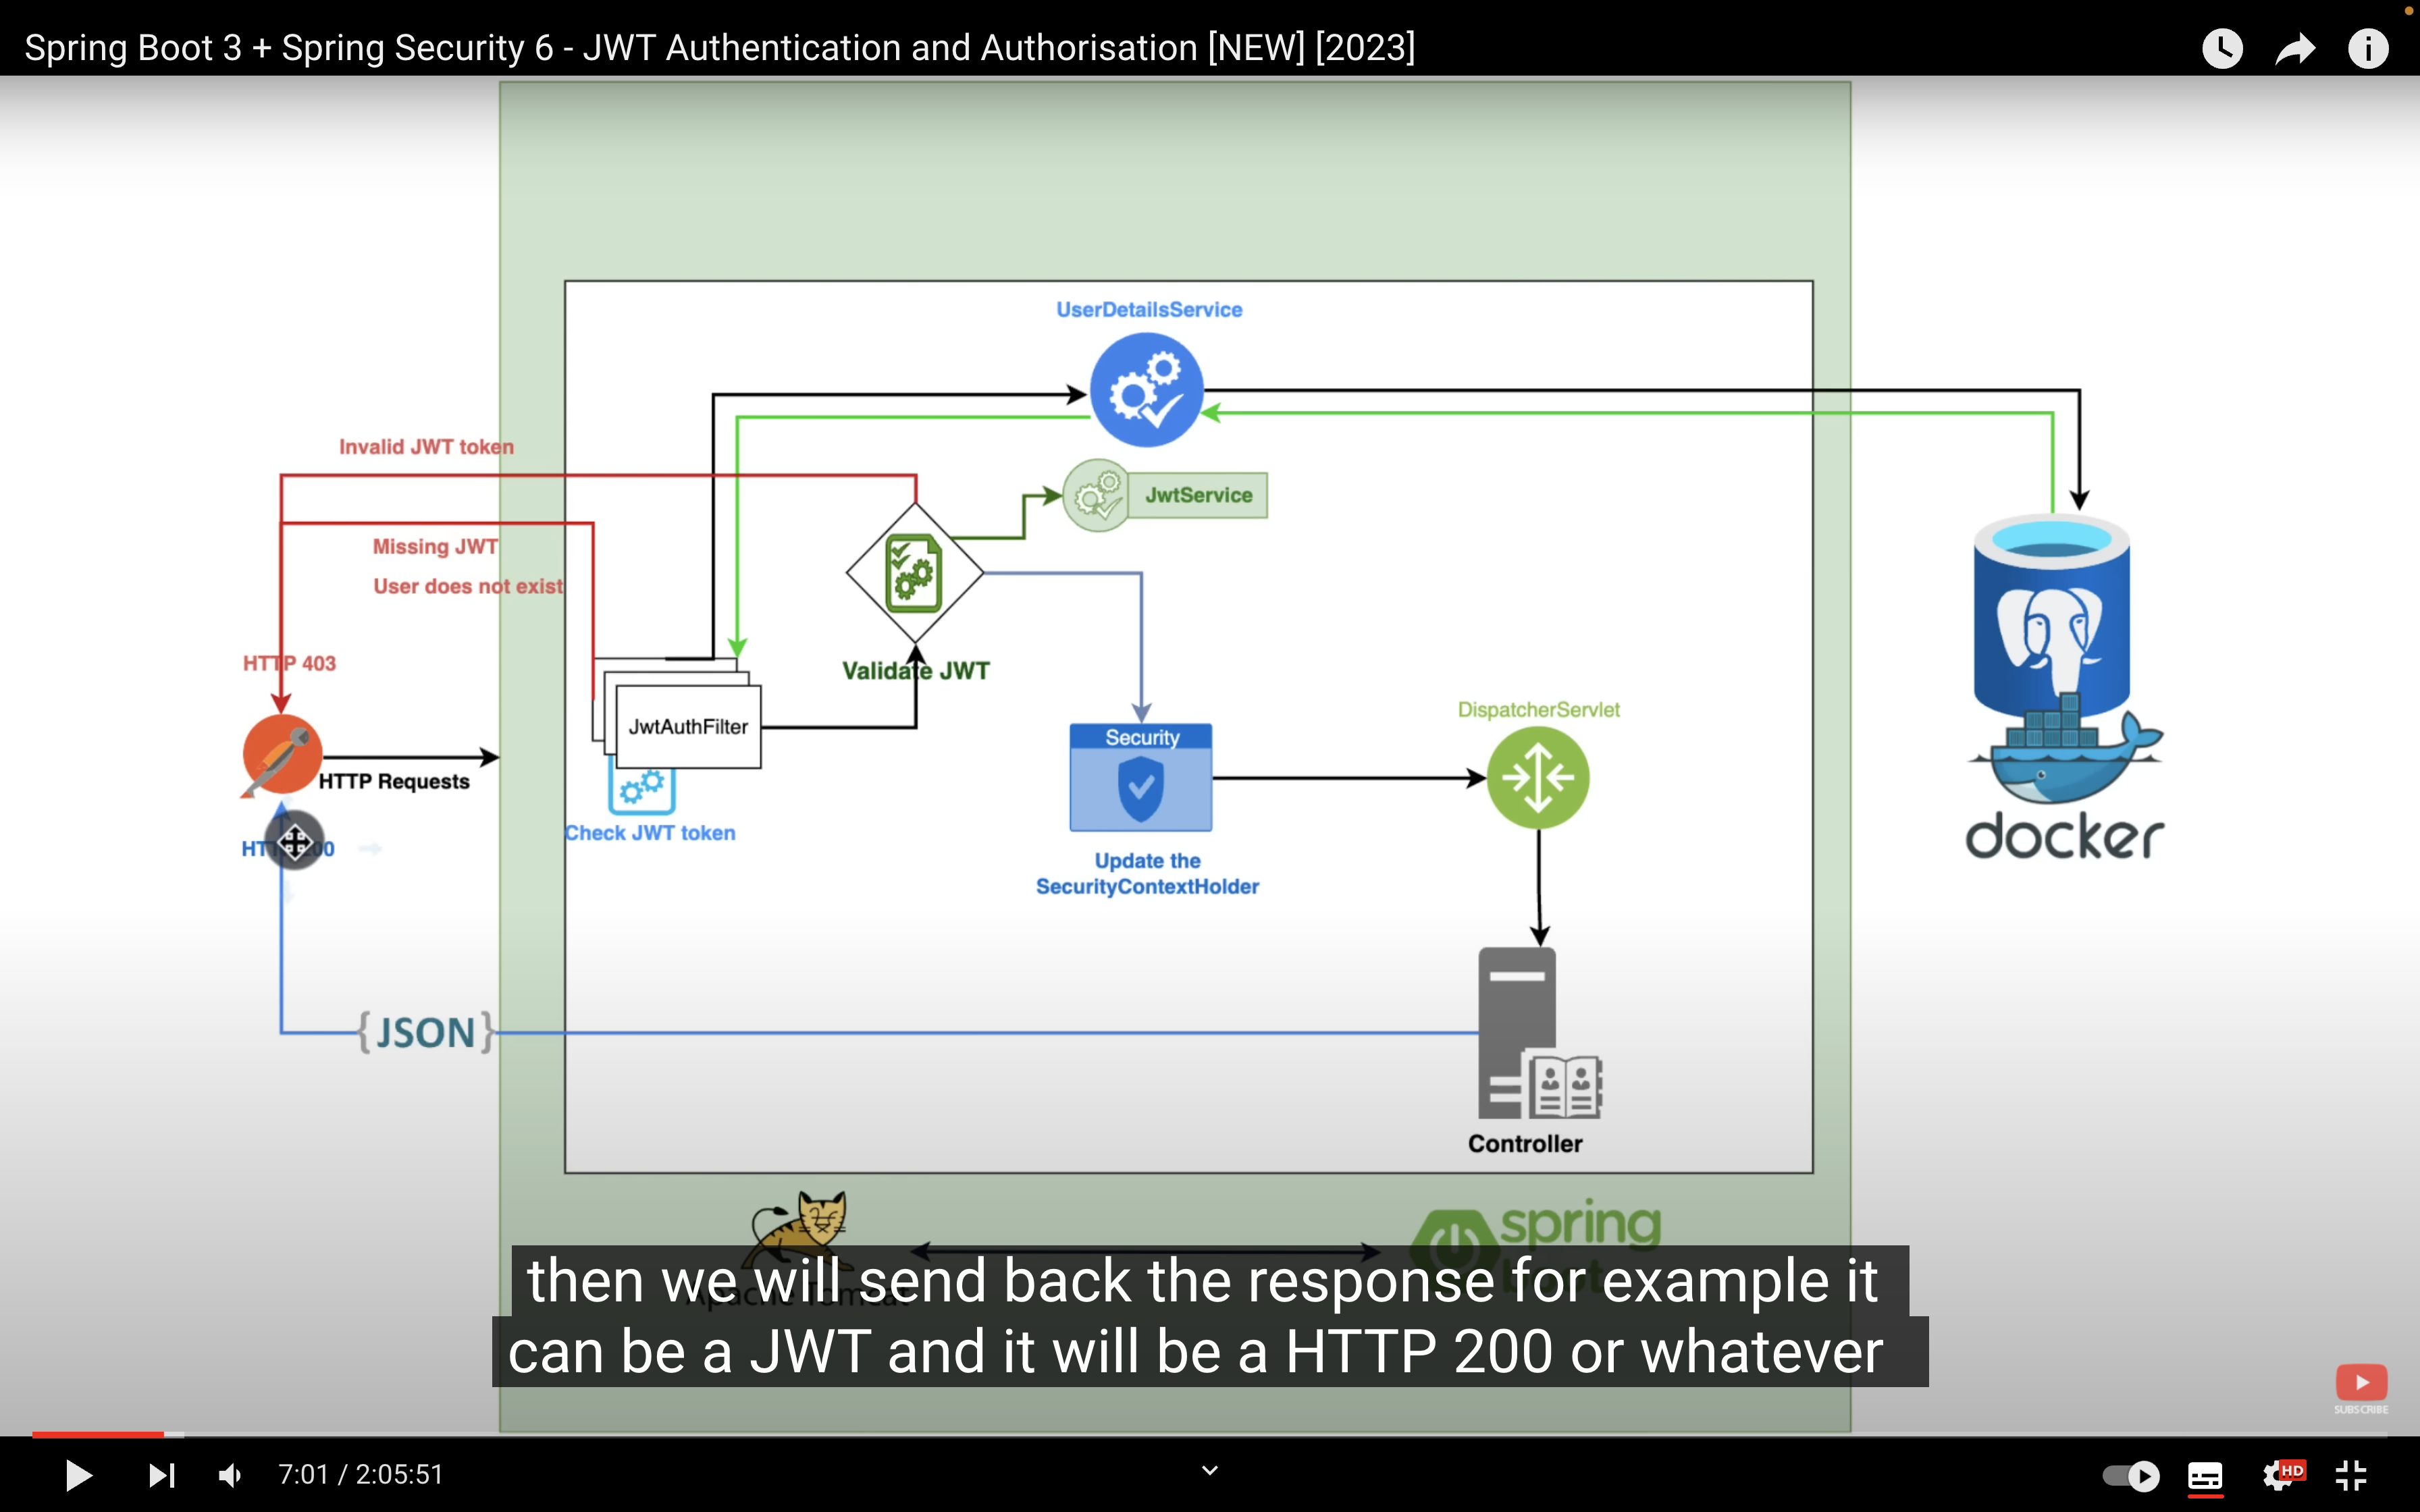 Spring Boot 3 + Spring Security 6 - JWT Authentication and Authorisation [NEW] [2023]
UserDetailsService
Invalid JWT token
JwtService
Missing JWT
User does not exist
HTTP 403
Validate JWT
JwtAuthFilter
DispatcherServlet
Security
HTTP Requests
Check JWT token
Update the
SecurityContextHolder
docker
{JSON}
Controller
spring
Apache Tomcat
then we will send back the response for example it
can be a JWT and it will be a HTTP 200 or whatever
SUBSCRIBE
7:01 / 2:05:51
HD